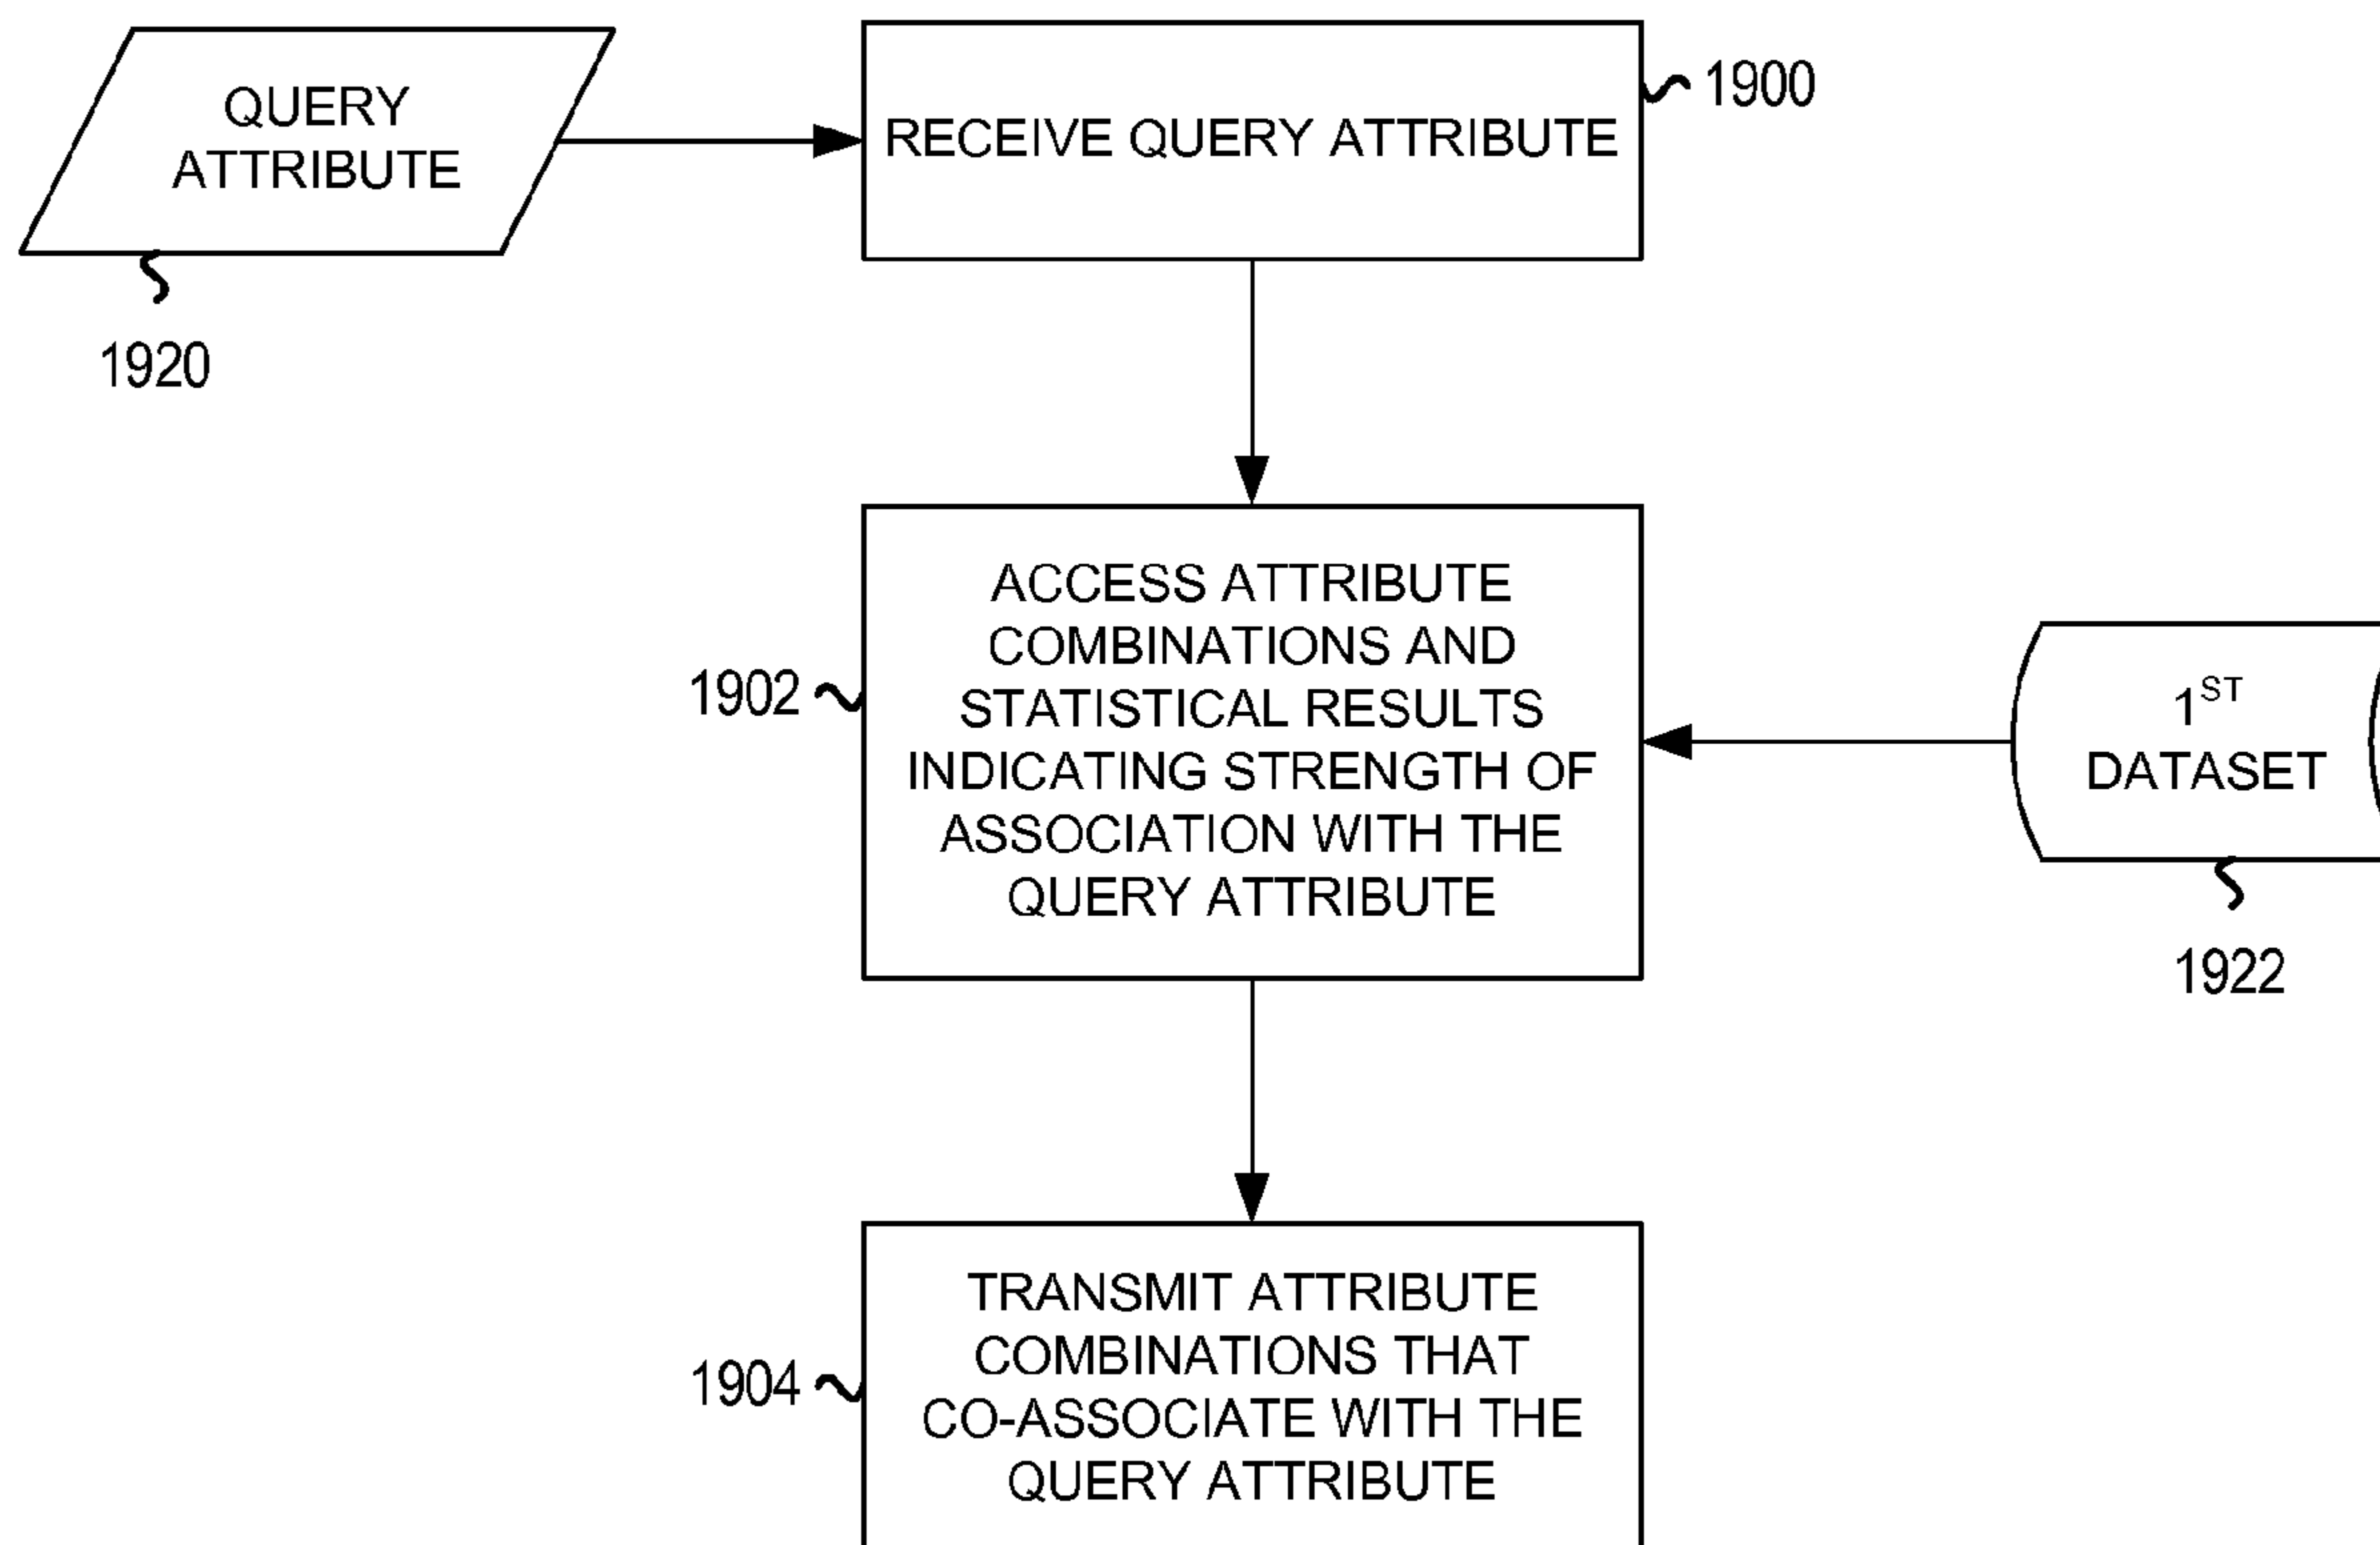 QUERY
ATTRIBUTE
1920
RECEIVE QUERY ATTRIBUTE
1900
ACCESS ATTRIBUTE
COMBINATIONS AND
STATISTICAL RESULTS
INDICATING STRENGTH OF
ASSOCIATION WITH THE
QUERY ATTRIBUTE
1902
1ST
DATASET
1922
TRANSMIT ATTRIBUTE
COMBINATIONS THAT
CO-ASSOCIATE WITH THE
QUERY ATTRIBUTE
1904